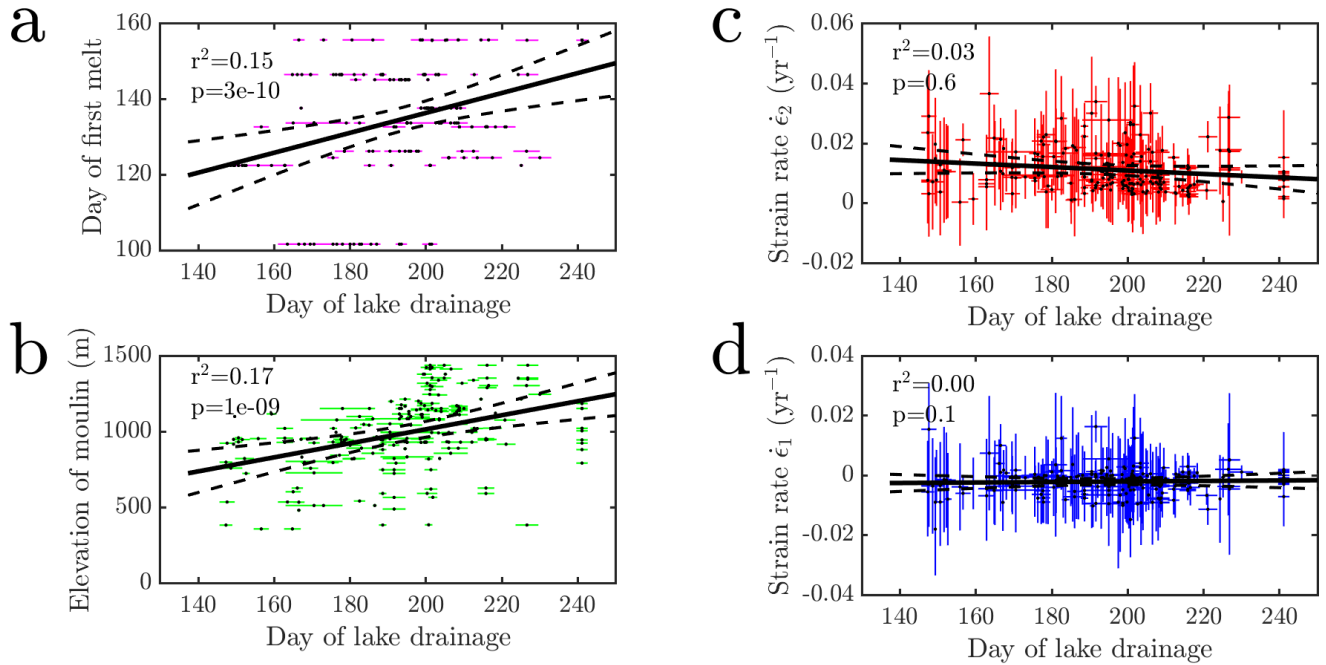 a
160
140
120
100
Day of first melt
r²=0.15
p=3e-10
140 160 180 200 220 240
Day of lake drainage
b
1500
1000
500
0
Elevation of moulin (m)
r²=0.17
p=1e-09
140 160 180 200 220 240
Day of lake drainage
c
0.06
0.04
0.02
0
-0.02
Strain rate ε̇₂ (yr⁻¹)
r²=0.03
p=0.6
140 160 180 200 220 240
Day of lake drainage
d
0.04
0.02
0
-0.02
-0.04
Strain rate ε̇₁ (yr⁻¹)
r²=0.00
p=0.1
140 160 180 200 220 240
Day of lake drainage